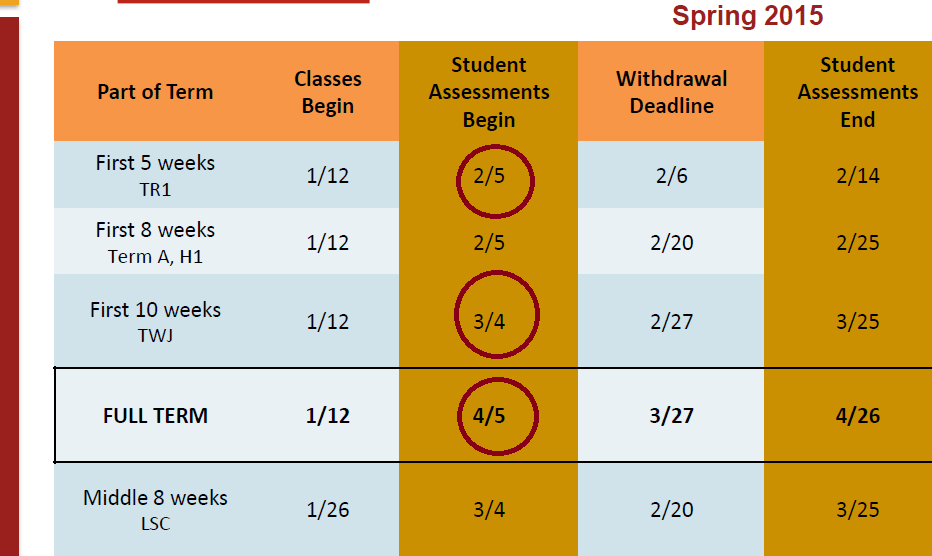 Spring 2015
Part of Term
Classes
Begin
Student
Assessments
Begin
Withdrawal
Deadline
Student
Assessments
End
First 5 weeks
TR1
1/12
2/5
2/6
2/14
First 8 weeks
Term A, H1
1/12
2/5
2/20
2/25
First 10 weeks
TWJ
1/12
3/4
2/27
3/25
FULL TERM
1/12
4/5
3/27
4/26
Middle 8 weeks
LSC
1/26
3/4
2/20
3/25